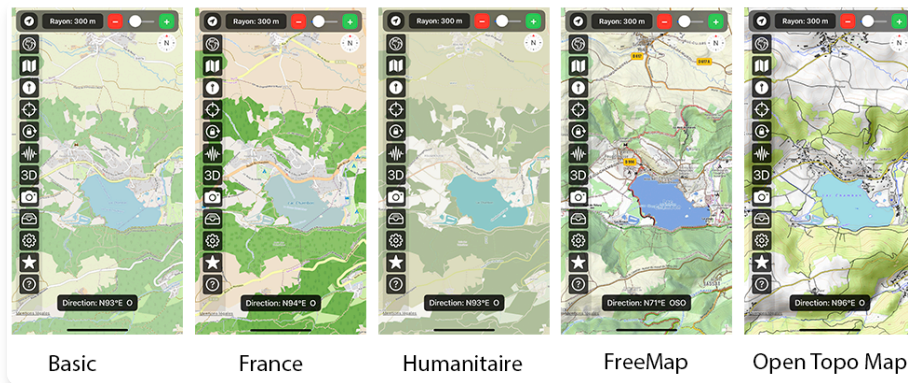 Rayon: 300 m − +
Rayon: 300 m − +
Rayon: 300 m − +
Rayon: 300 m − +
Rayon: 300 m − +
N
N
N
N
N
3D
3D
3D
3D
3D
Direction: N93°E O
Direction: N94°E O
Direction: N93°E O
Direction: N71°E OSO
Direction: N96°E O
Basic
France
Humanitaire
FreeMap
Open Topo Map